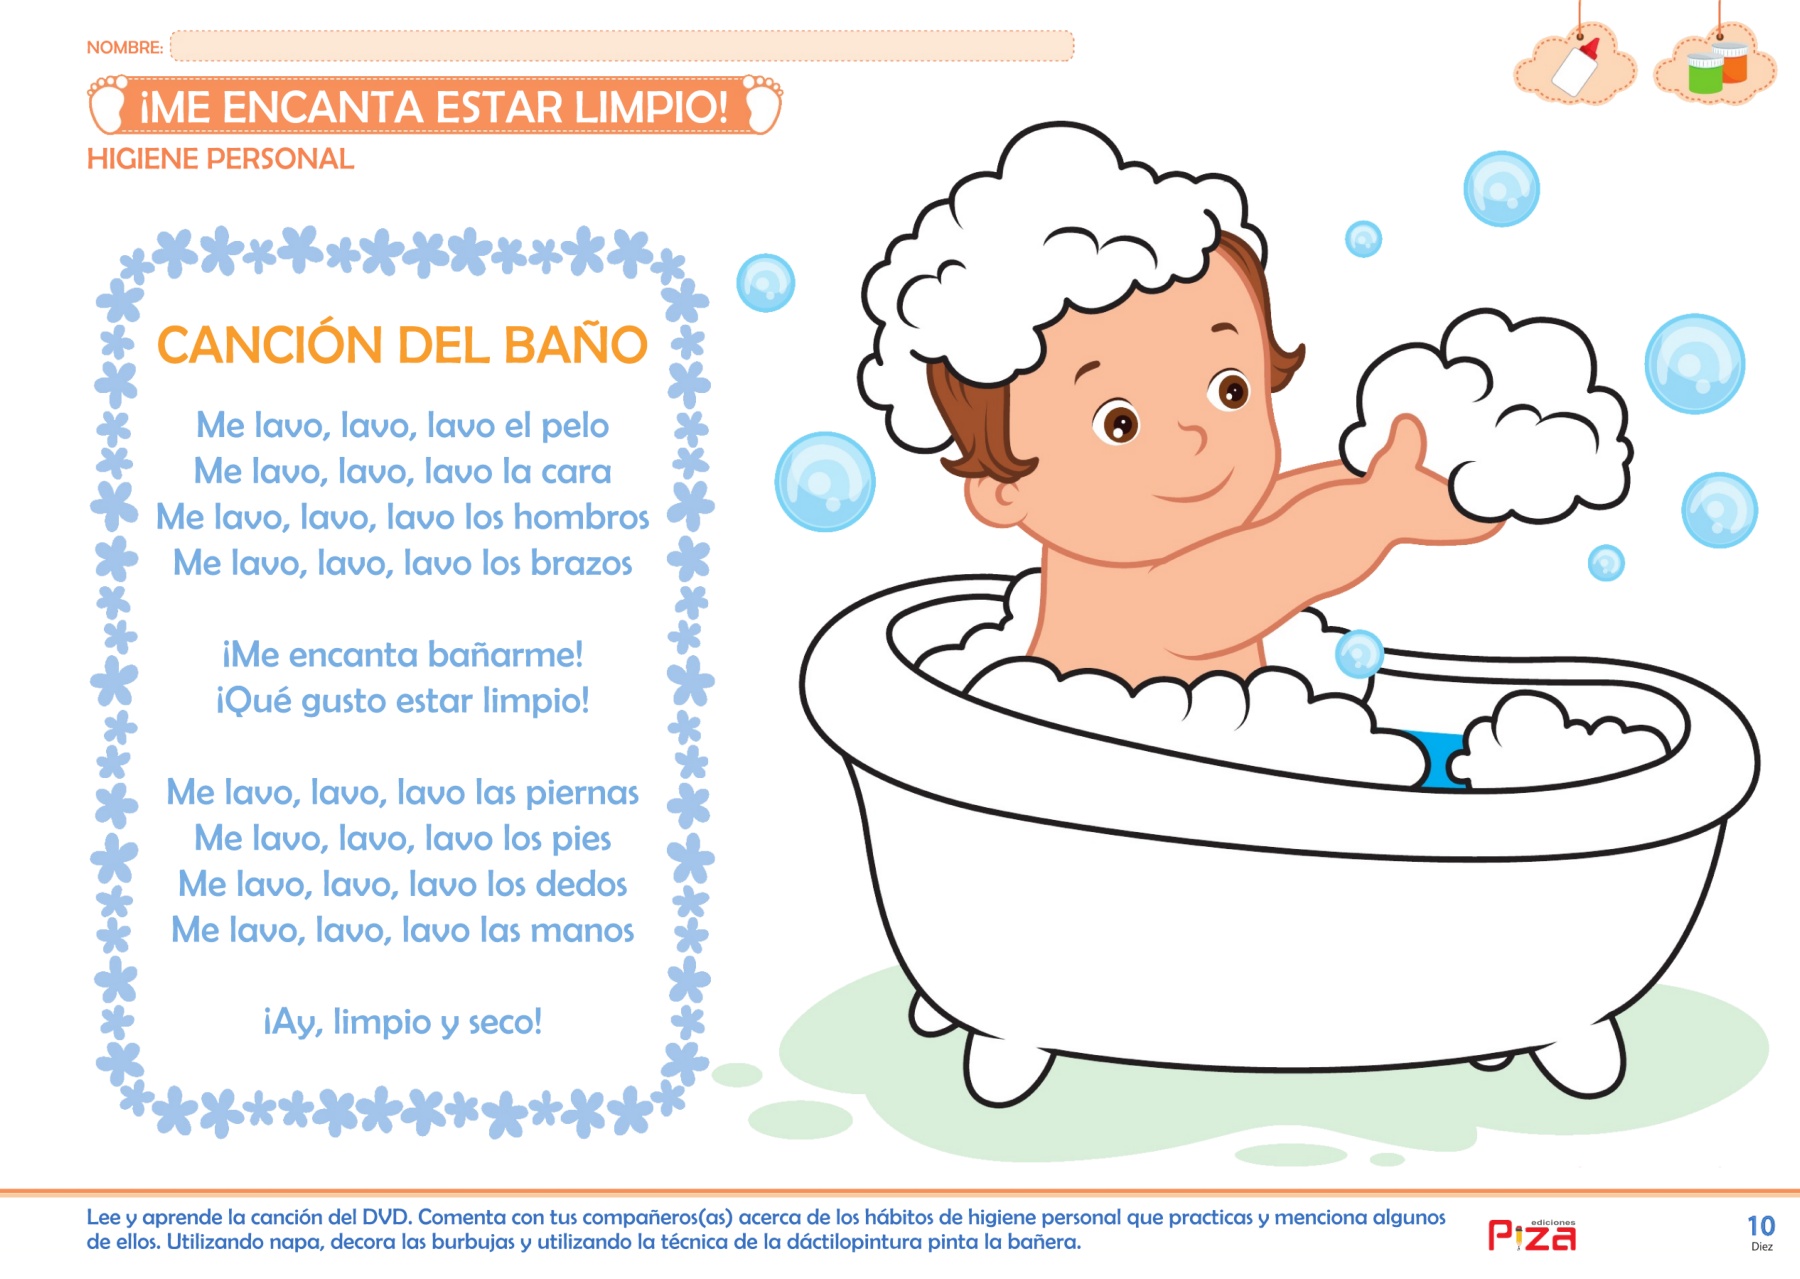 NOMBRE:
¡ME ENCANTA ESTAR LIMPIO!
HIGIENE PERSONAL
CANCIÓN DEL BAÑO
Me lavo, lavo, lavo el pelo
Me lavo, lavo, lavo la cara
Me lavo, lavo, lavo los hombros
Me lavo, lavo, lavo los brazos
¡Me encanta bañarme!
¡Qué gusto estar limpio!
Me lavo, lavo, lavo las piernas
Me lavo, lavo, lavo los pies
Me lavo, lavo, lavo los dedos
Me lavo, lavo, lavo las manos
¡Ay, limpio y seco!
Lee y aprende la canción del DVD. Comenta con tus compañeros(as) acerca de los hábitos de higiene personal que practicas y menciona algunos
de ellos. Utilizando napa, decora las burbujas y utilizando la técnica de la dáctilopintura pinta la bañera.
ediciones
Piza
10
Diez